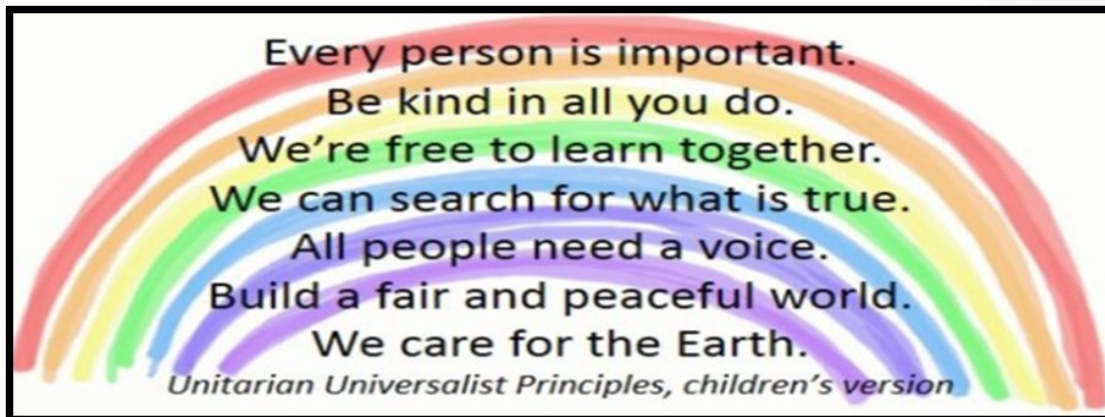 Every person is important.
Be kind in all you do.
We’re free to learn together.
We can search for what is true.
All people need a voice.
Build a fair and peaceful world.
We care for the Earth.
Unitarian Universalist Principles, children’s version